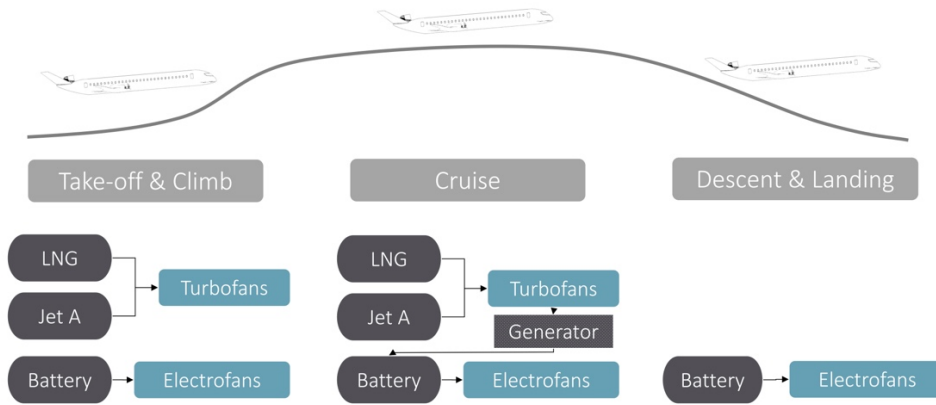 Take-off & Climb
Cruise
Descent & Landing
LNG
Turbofans
Jet A
Battery
Electrofans
LNG
Turbofans
Jet A
Generator
Battery
Electrofans
Battery
Electrofans